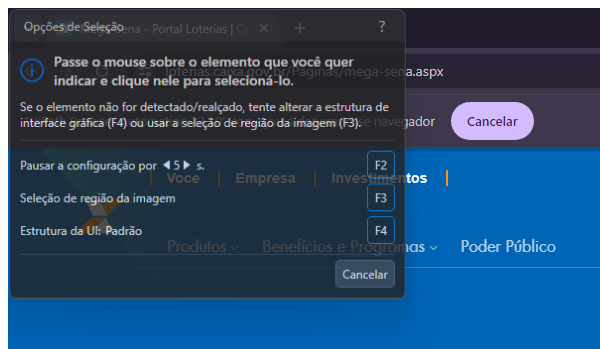 Opções de Seleção
?
Mega-Sena - Portal Loterias | C
Passe o mouse sobre o elemento que você quer
indicar e clique nele para selecioná-lo.
loterias.caixa.gov.br/Paginas/mega-sena.aspx
Se o elemento não for detectado/realçado, tente alterar a estrutura de
interface gráfica (F4) ou usar a seleção de região da imagem (F3).
se navegador
Cancelar
Pausar a configuração por 5 s.
F2
Você
Empresa
Investimentos
Seleção de região da imagem
F3
Estrutura da UI: Padrão
F4
Produtos
Benefícios e Programas
Poder Público
Cancelar